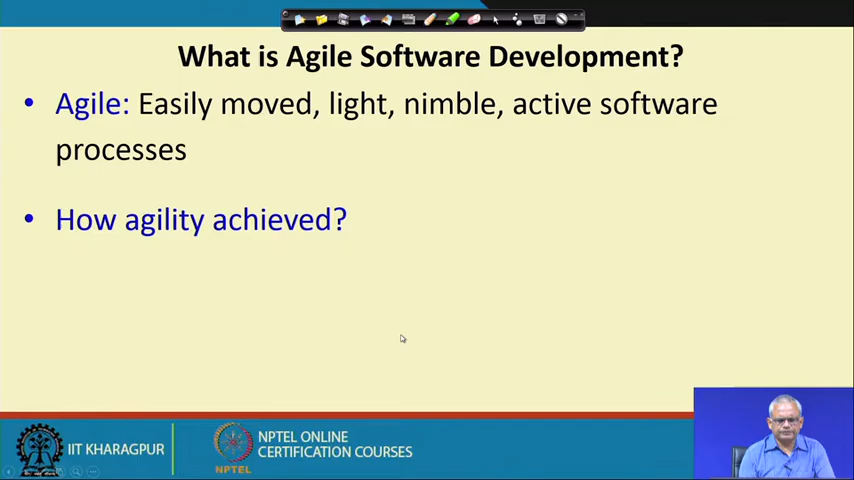 What is Agile Software Development?
• Agile: Easily moved, light, nimble, active software
processes
• How agility achieved?
IIT KHARAGPUR
NPTEL
NPTEL ONLINE
CERTIFICATION COURSES